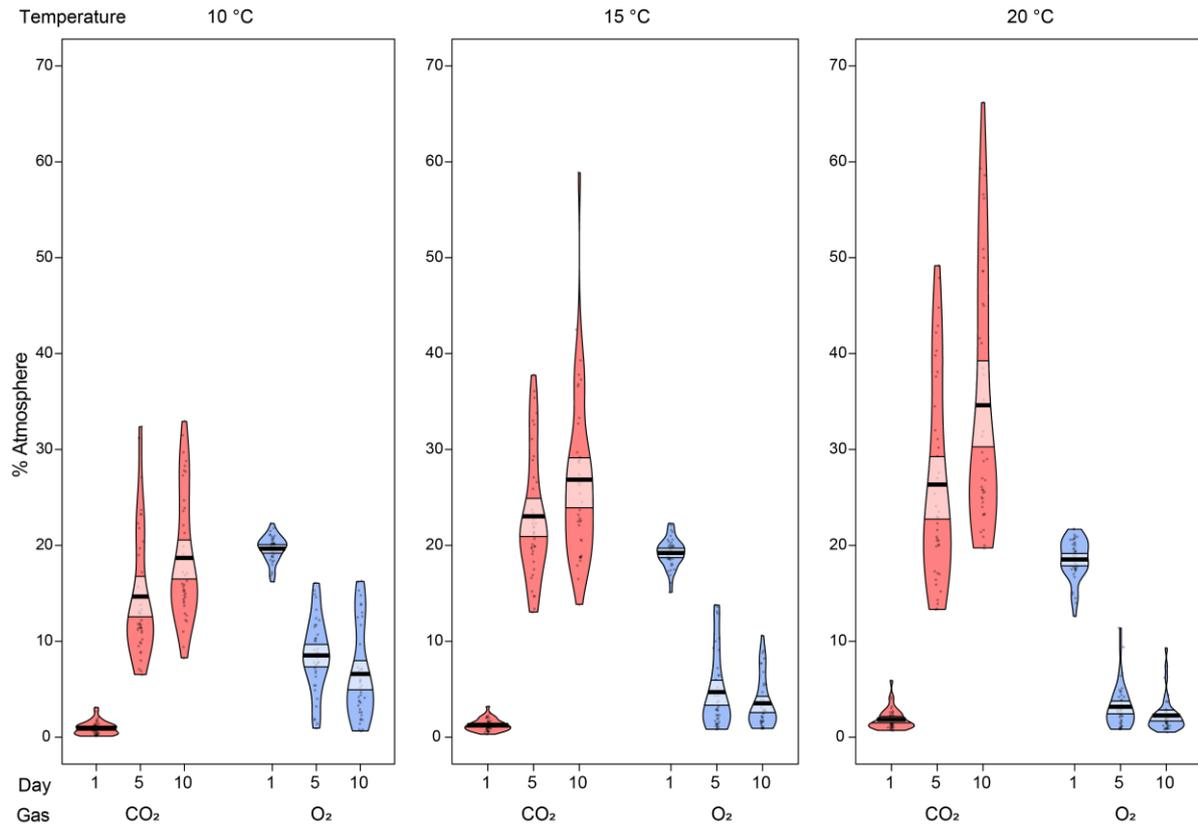 Temperature 10 °C 15 °C 20 °C
% Atmosphere
70 70 70
60 60 60
50 50 50
40 40 40
30 30 30
20 20 20
10 10 10
0 0 0
Day 1 5 10 1 5 10 1 5 10 1 5 10 1 5 10 1 5 10
Gas CO₂ O₂ CO₂ O₂ CO₂ O₂